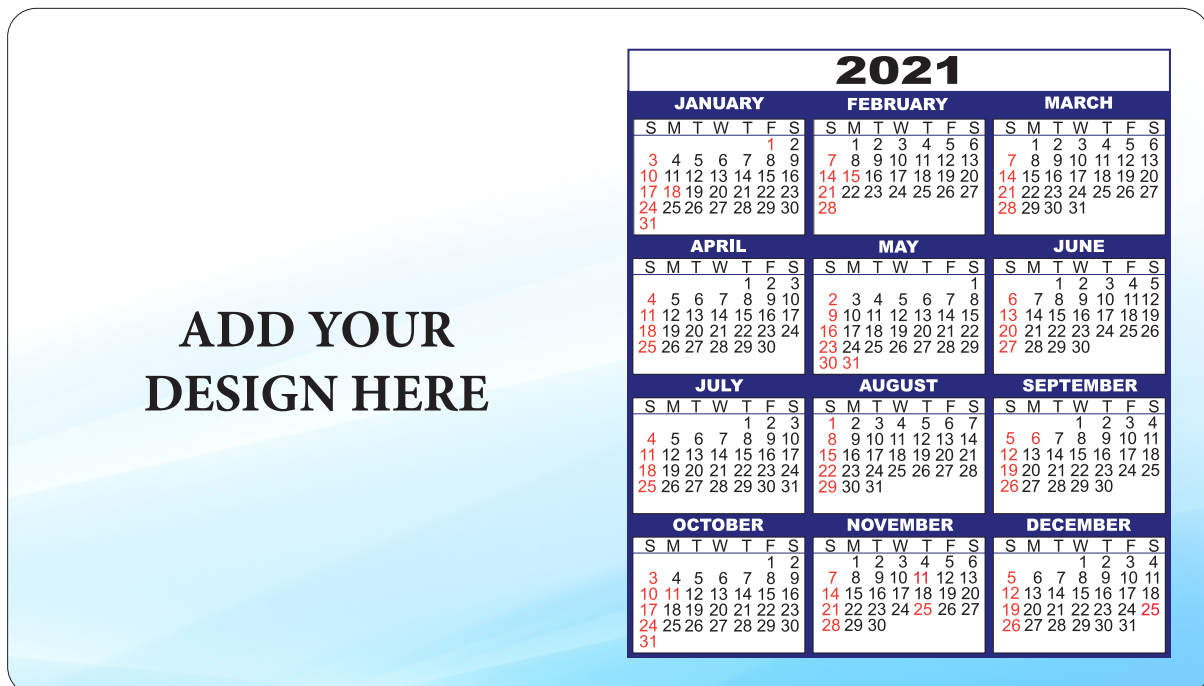 ADD YOUR
DESIGN HERE
2021
JANUARY
S M T W T F S
1 2
3 4 5 6 7 8 9
10 11 12 13 14 15 16
17 18 19 20 21 22 23
24 25 26 27 28 29 30
31
FEBRUARY
S M T W T F S
1 2 3 4 5 6
7 8 9 10 11 12 13
14 15 16 17 18 19 20
21 22 23 24 25 26 27
28
MARCH
S M T W T F S
1 2 3 4 5 6
7 8 9 10 11 12 13
14 15 16 17 18 19 20
21 22 23 24 25 26 27
28 29 30 31
APRIL
S M T W T F S
1 2 3
4 5 6 7 8 9 10
11 12 13 14 15 16 17
18 19 20 21 22 23 24
25 26 27 28 29 30
MAY
S M T W T F S
1
2 3 4 5 6 7 8
9 10 11 12 13 14 15
16 17 18 19 20 21 22
23 24 25 26 27 28 29
30 31
JUNE
S M T W T F S
1 2 3 4 5
6 7 8 9 10 11 12
13 14 15 16 17 18 19
20 21 22 23 24 25 26
27 28 29 30
JULY
S M T W T F S
1 2 3
4 5 6 7 8 9 10
11 12 13 14 15 16 17
18 19 20 21 22 23 24
25 26 27 28 29 30 31
AUGUST
S M T W T F S
1 2 3 4 5 6 7
8 9 10 11 12 13 14
15 16 17 18 19 20 21
22 23 24 25 26 27 28
29 30 31
SEPTEMBER
S M T W T F S
1 2 3 4
5 6 7 8 9 10 11
12 13 14 15 16 17 18
19 20 21 22 23 24 25
26 27 28 29 30
OCTOBER
S M T W T F S
1 2
3 4 5 6 7 8 9
10 11 12 13 14 15 16
17 18 19 20 21 22 23
24 25 26 27 28 29 30
31
NOVEMBER
S M T W T F S
1 2 3 4 5 6
7 8 9 10 11 12 13
14 15 16 17 18 19 20
21 22 23 24 25 26 27
28 29 30
DECEMBER
S M T W T F S
1 2 3 4
5 6 7 8 9 10 11
12 13 14 15 16 17 18
19 20 21 22 23 24 25
26 27 28 29 30 31